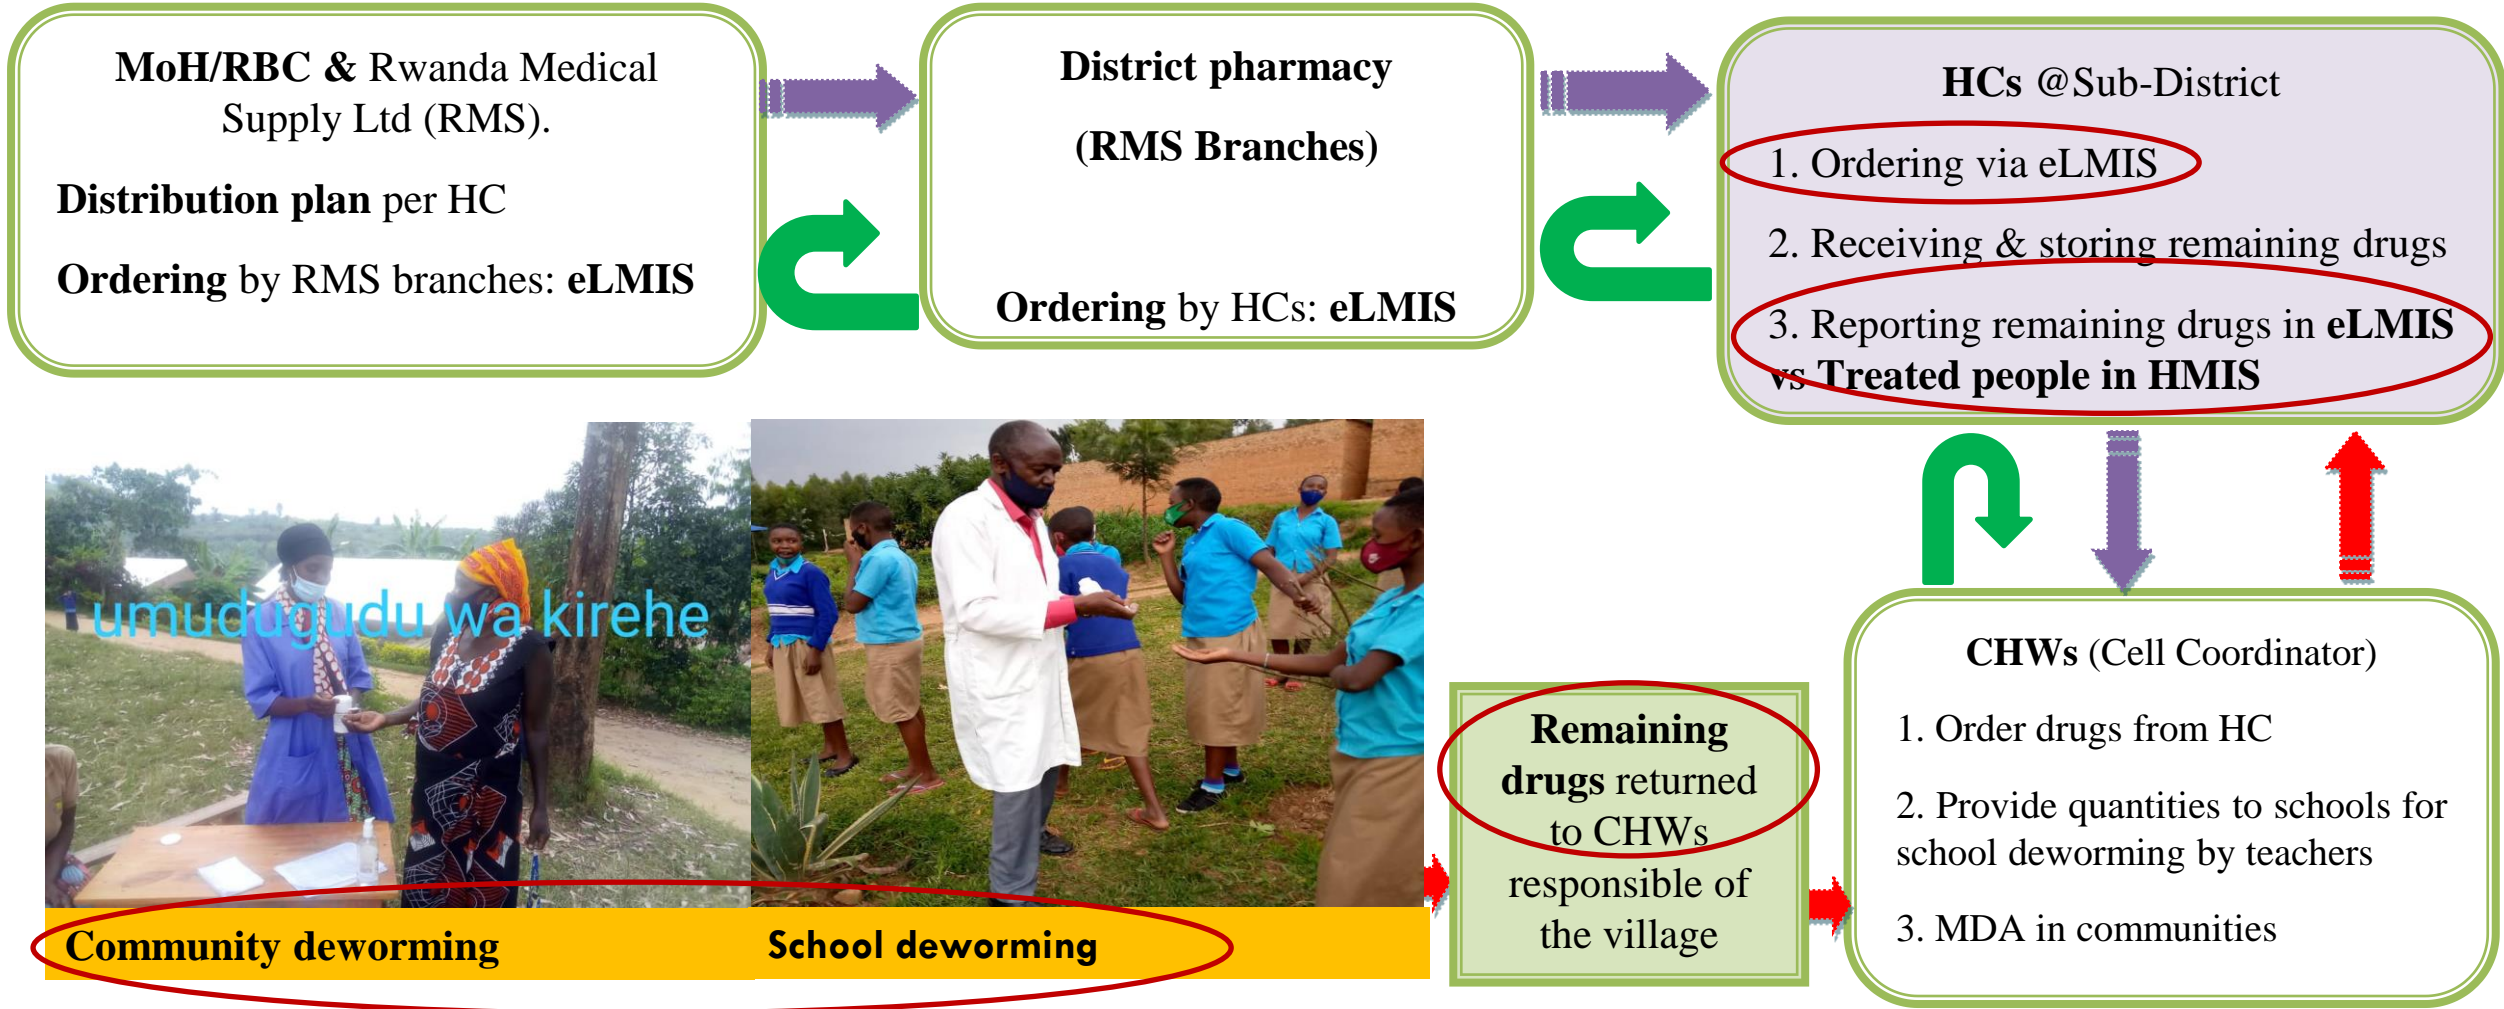 MoH/RBC & Rwanda Medical
Supply Ltd (RMS).
Distribution plan per HC
Ordering by RMS branches: eLMIS
District pharmacy
(RMS Branches)
Ordering by HCs: eLMIS
HCs @Sub-District
1. Ordering via eLMIS
2. Receiving & storing remaining drugs
3. Reporting remaining drugs in eLMIS
vs Treated people in HMIS
umudugudu wa kirehe
Community deworming
School deworming
Remaining
drugs returned
to CHWs
responsible of
the village
CHWs (Cell Coordinator)
1. Order drugs from HC
2. Provide quantities to schools for
school deworming by teachers
3. MDA in communities